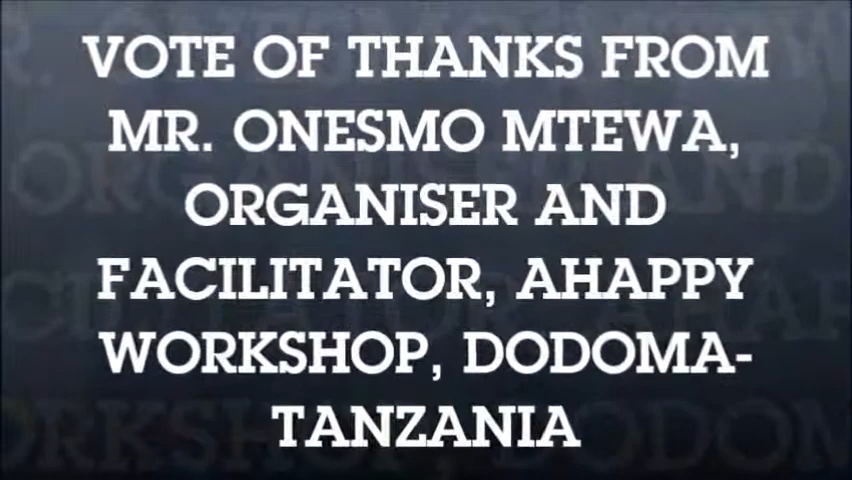 VOTE OF THANKS FROM
MR. ONESMO MTEWA,
ORGANISER AND
FACILITATOR, AHAPPY
WORKSHOP, DODOMA-
TANZANIA